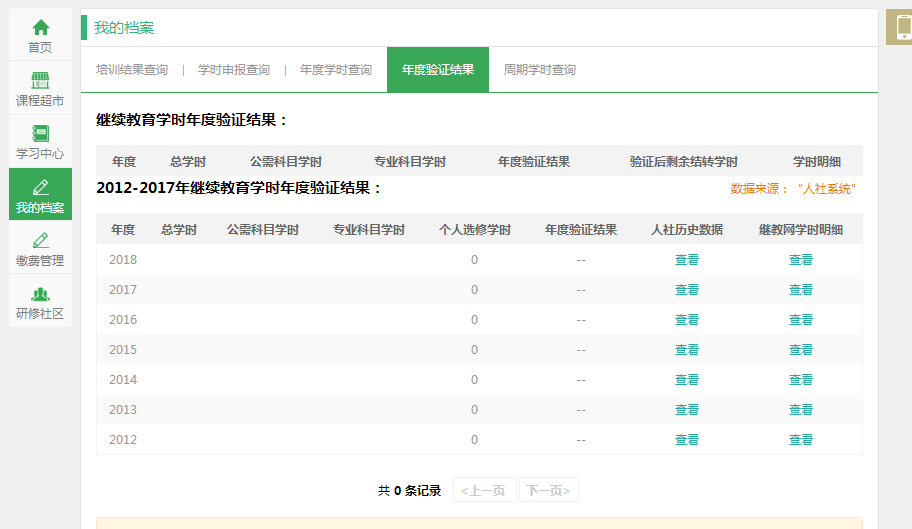 首页
课程超市
学习中心
我的档案
缴费管理
研修社区
我的档案
培训结果查询 | 学时申报查询 | 年度学时查询 年度验证结果 周期学时查询
继续教育学时年度验证结果：
年度 总学时 公需科目学时 专业科目学时 年度验证结果 验证后剩余结转学时 学时明细
2012-2017年继续教育学时年度验证结果： 数据来源：“人社系统”
年度 总学时 公需科目学时 专业科目学时 个人选修学时 年度验证结果 人社历史数据 继教网学时明细
2018 0 -- 查看 查看
2017 0 -- 查看 查看
2016 0 -- 查看 查看
2015 0 -- 查看 查看
2014 0 -- 查看 查看
2013 0 -- 查看 查看
2012 0 -- 查看 查看
共 0 条记录 <上一页 下一页>